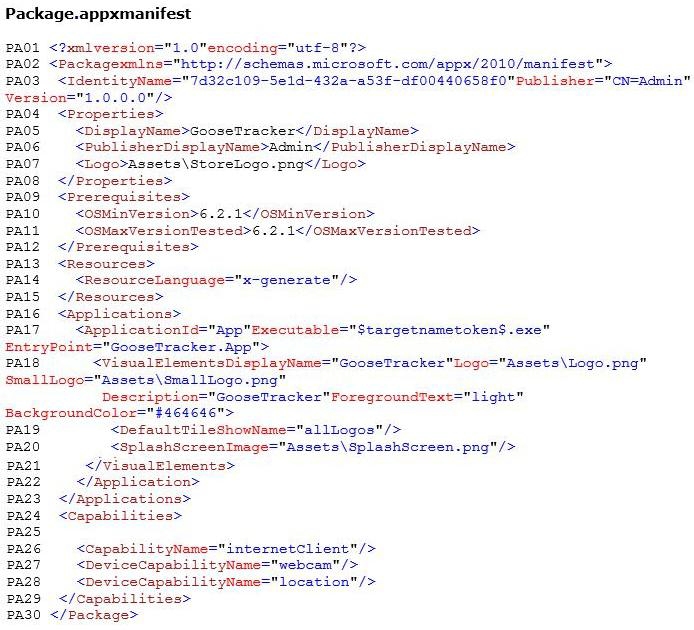 Package.appxmanifest
PA01 <?xmlversion="1.0"encoding="utf-8"?>
PA02 <Packagexmlns="http://schemas.microsoft.com/appx/2010/manifest">
PA03 <IdentityName="7d32c109-5e1d-432a-a53f-df00440658f0"Publisher="CN=Admin"
Version="1.0.0.0"/>
PA04 <Properties>
PA05 <DisplayName>GooseTracker</DisplayName>
PA06 <PublisherDisplayName>Admin</PublisherDisplayName>
PA07 <Logo>Assets\StoreLogo.png</Logo>
PA08 </Properties>
PA09 <Prerequisites>
PA10 <OSMinVersion>6.2.1</OSMinVersion>
PA11 <OSMaxVersionTested>6.2.1</OSMaxVersionTested>
PA12 </Prerequisites>
PA13 <Resources>
PA14 <ResourceLanguage="x-generate"/>
PA15 </Resources>
PA16 <Applications>
PA17 <ApplicationId="App"Executable="$targetnametoken$.exe"
EntryPoint="GooseTracker.App">
PA18 <VisualElementsDisplayName="GooseTracker"Logo="Assets\Logo.png"
SmallLogo="Assets\SmallLogo.png"
Description="GooseTracker"ForegroundText="light"
BackgroundColor="#464646">
PA19 <DefaultTileShowName="allLogos"/>
PA20 <SplashScreenImage="Assets\SplashScreen.png"/>
PA21 </VisualElements>
PA22 </Application>
PA23 </Applications>
PA24 <Capabilities>
PA25
PA26 <CapabilityName="internetClient"/>
PA27 <DeviceCapabilityName="webcam"/>
PA28 <DeviceCapabilityName="location"/>
PA29 </Capabilities>
PA30 </Package>